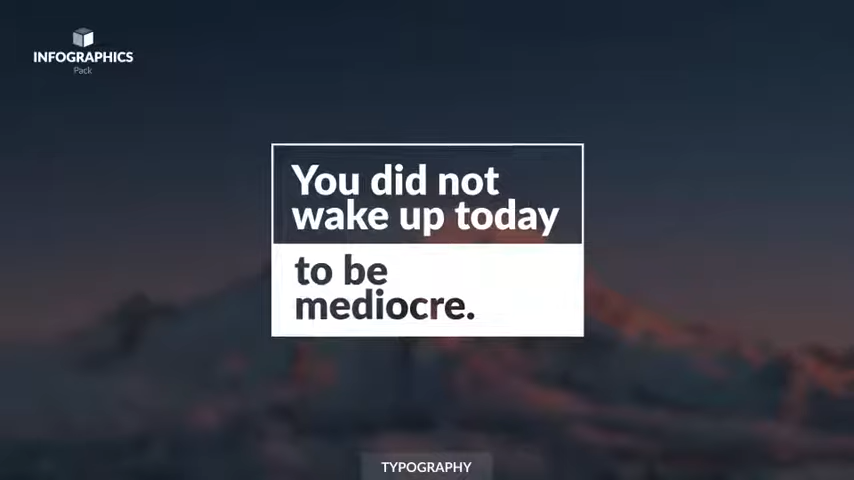 INFOGRAPHICS
Pack
You did not
wake up today
to be
mediocre.
TYPOGRAPHY